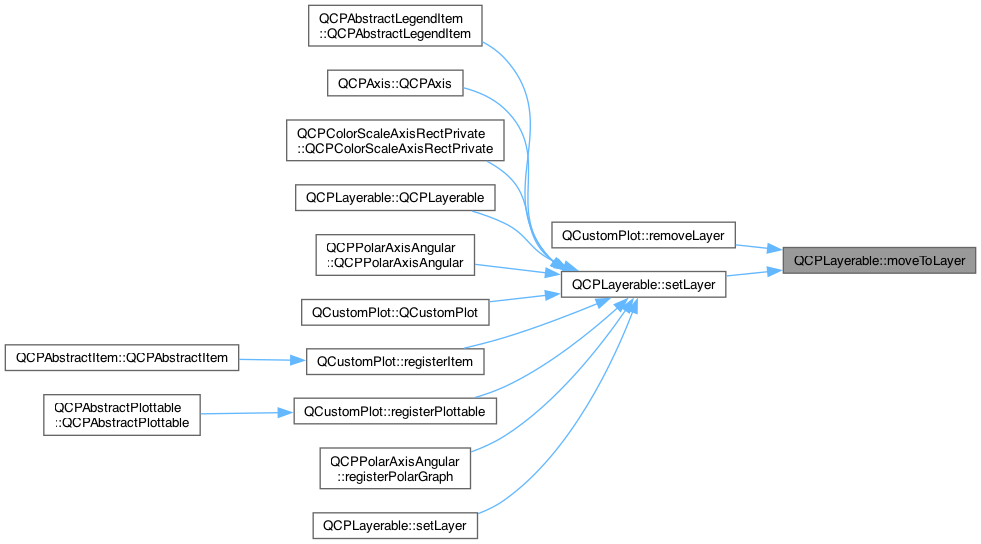 QCPAbstractLegendItem
::QCPAbstractLegendItem
QCPAxis::QCPAxis
QCPColorScaleAxisRectPrivate
::QCPColorScaleAxisRectPrivate
QCPLayerable::QCPLayerable
QCPPolarAxisAngular
::QCPPolarAxisAngular
QCustomPlot::QCustomPlot
QCPAbstractItem::QCPAbstractItem
QCustomPlot::registerItem
QCPAbstractPlottable
::QCPAbstractPlottable
QCustomPlot::registerPlottable
QCPPolarAxisAngular
::registerPolarGraph
QCPLayerable::setLayer
QCustomPlot::removeLayer
QCPLayerable::setLayer
QCPLayerable::moveToLayer